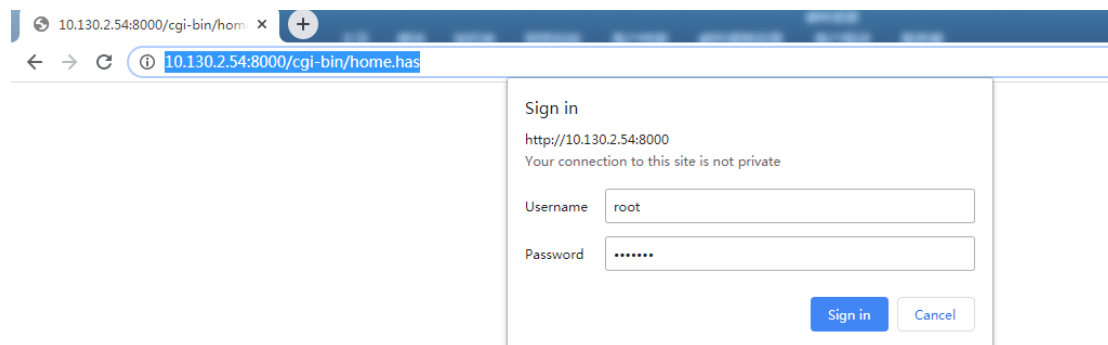 10.130.2.54:8000/cgi-bin/hom
10.130.2.54:8000/cgi-bin/home.has
Sign in
http://10.130.2.54:8000
Your connection to this site is not private
Username root
Password •••••••
Sign in Cancel